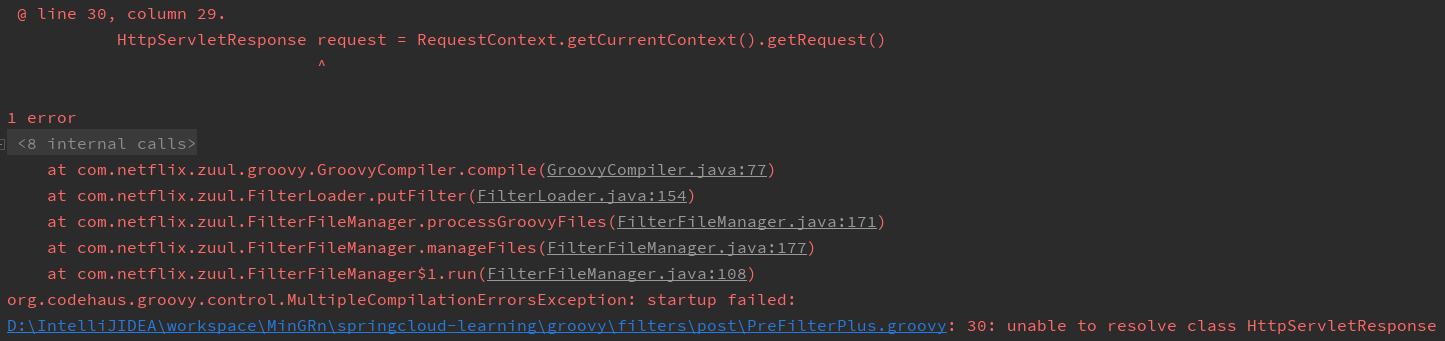 @ line 30, column 29.
HttpServletResponse request = RequestContext.getCurrentContext().getRequest()
^
1 error
<8 internal calls>
at com.netflix.zuul.groovy.GroovyCompiler.compile(GroovyCompiler.java:77)
at com.netflix.zuul.FilterLoader.putFilter(FilterLoader.java:154)
at com.netflix.zuul.FilterFileManager.processGroovyFiles(FilterFileManager.java:171)
at com.netflix.zuul.FilterFileManager.manageFiles(FilterFileManager.java:177)
at com.netflix.zuul.FilterFileManager$1.run(FilterFileManager.java:108)
org.codehaus.groovy.control.MultipleCompilationErrorsException: startup failed:
D:\IntelliJIDEA\workspace\MinGRn\springcloud-learning\groovy\filters\post\PreFilterPlus.groovy: 30: unable to resolve class HttpServletResponse